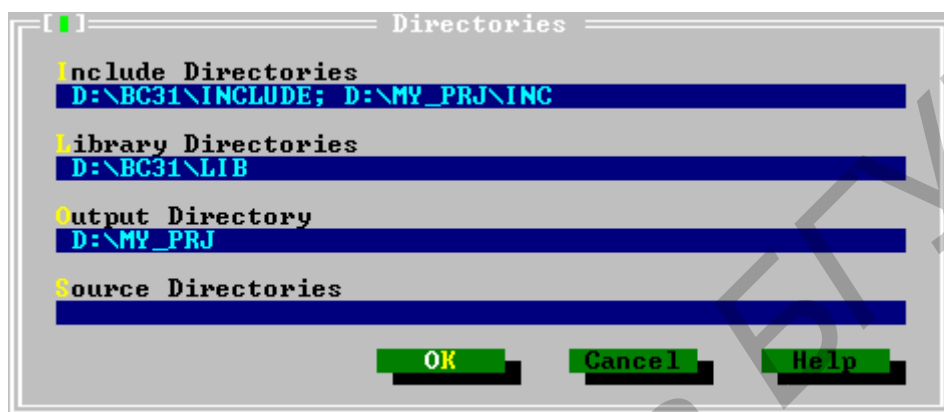 Directories
Include Directories
D:\BC31\INCLUDE; D:\MY_PRJ\INC
Library Directories
D:\BC31\LIB
Output Directory
D:\MY_PRJ
Source Directories
OK Cancel Help